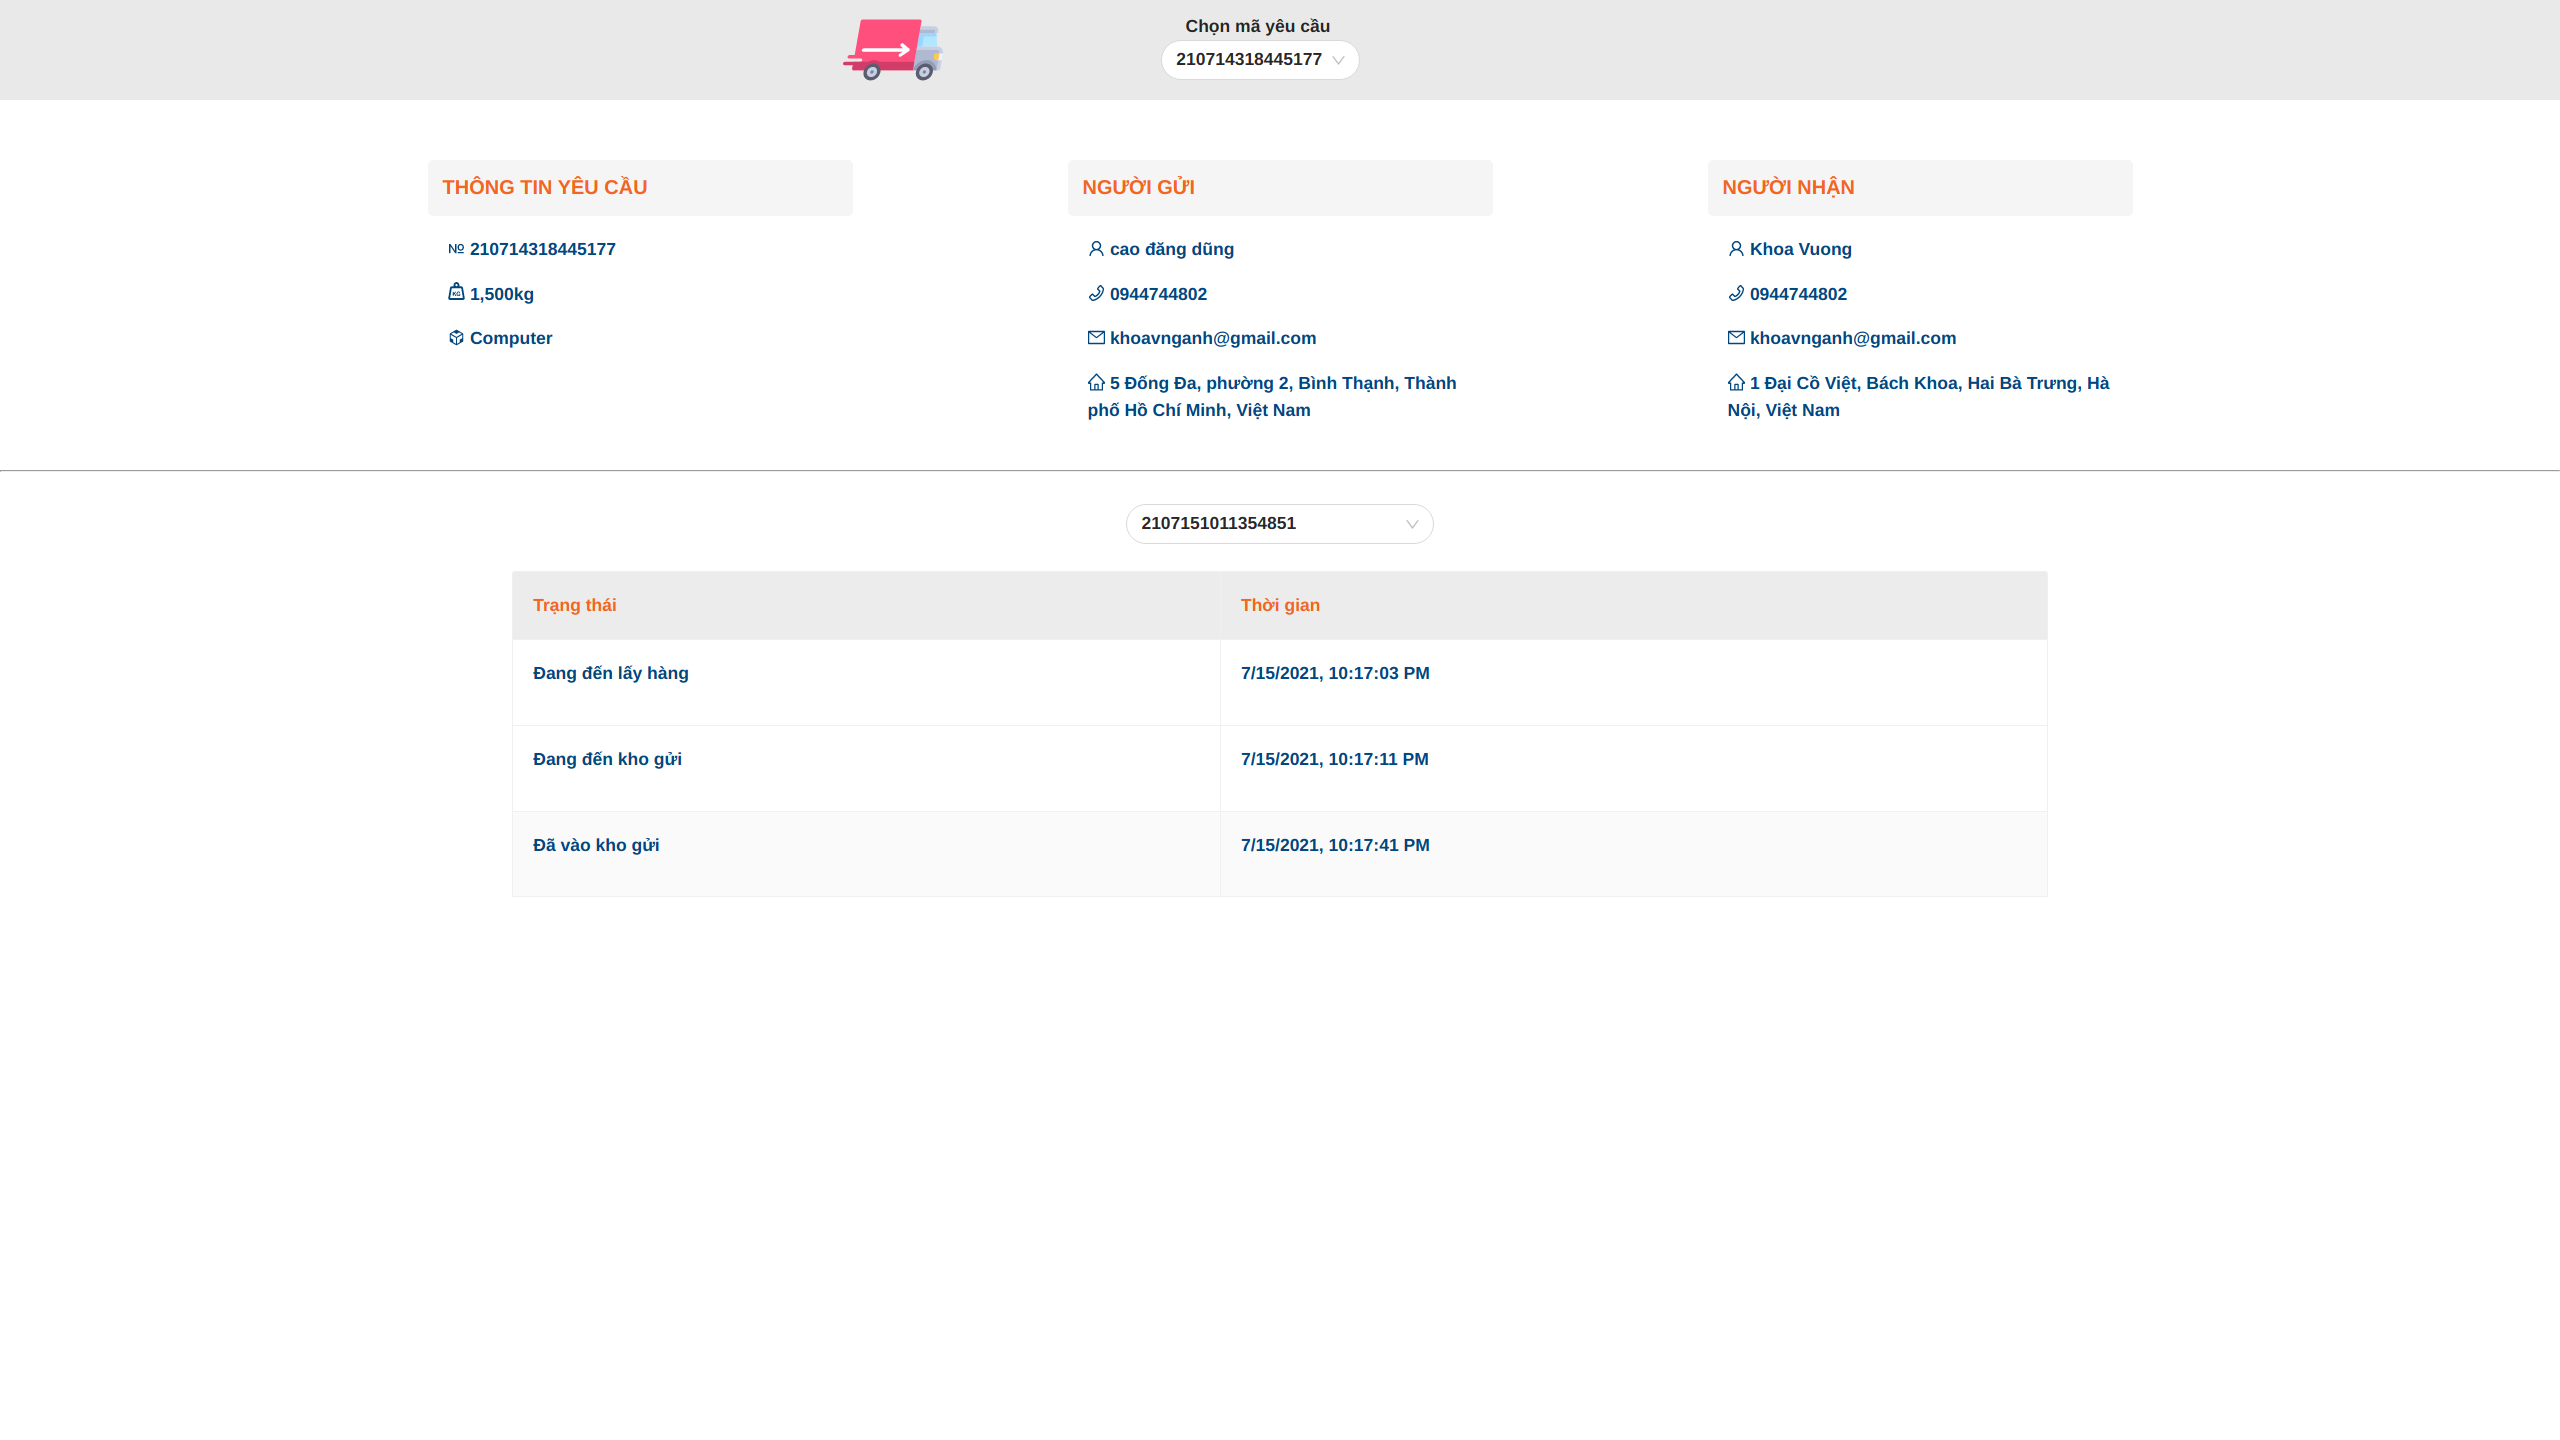 Chọn mã yêu cầu
210714318445177
THÔNG TIN YÊU CẦU
210714318445177
KG
1,500kg
Computer
NGƯỜI GỬI
cao đăng dũng
0944744802
khoavnganh@gmail.com
5 Đống Đa, phường 2, Bình Thạnh, Thành
phố Hồ Chí Minh, Việt Nam
NGƯỜI NHẬN
Khoa Vuong
0944744802
khoavnganh@gmail.com
1 Đại Cồ Việt, Bách Khoa, Hai Bà Trưng, Hà
Nội, Việt Nam
2107151011354851
Trạng thái
Thời gian
Đang đến lấy hàng
7/15/2021, 10:17:03 PM
Đang đến kho gửi
7/15/2021, 10:17:11 PM
Đã vào kho gửi
7/15/2021, 10:17:41 PM